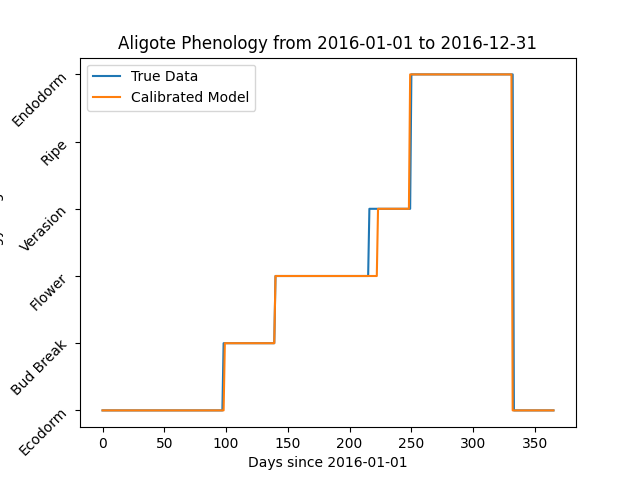 Aligote Phenology from 2016-01-01 to 2016-12-31
True Data
Calibrated Model
Endodorm
Ripe
Verasion
Flower
Bud Break
Ecodorm
0 50 100 150 200 250 300 350
Days since 2016-01-01